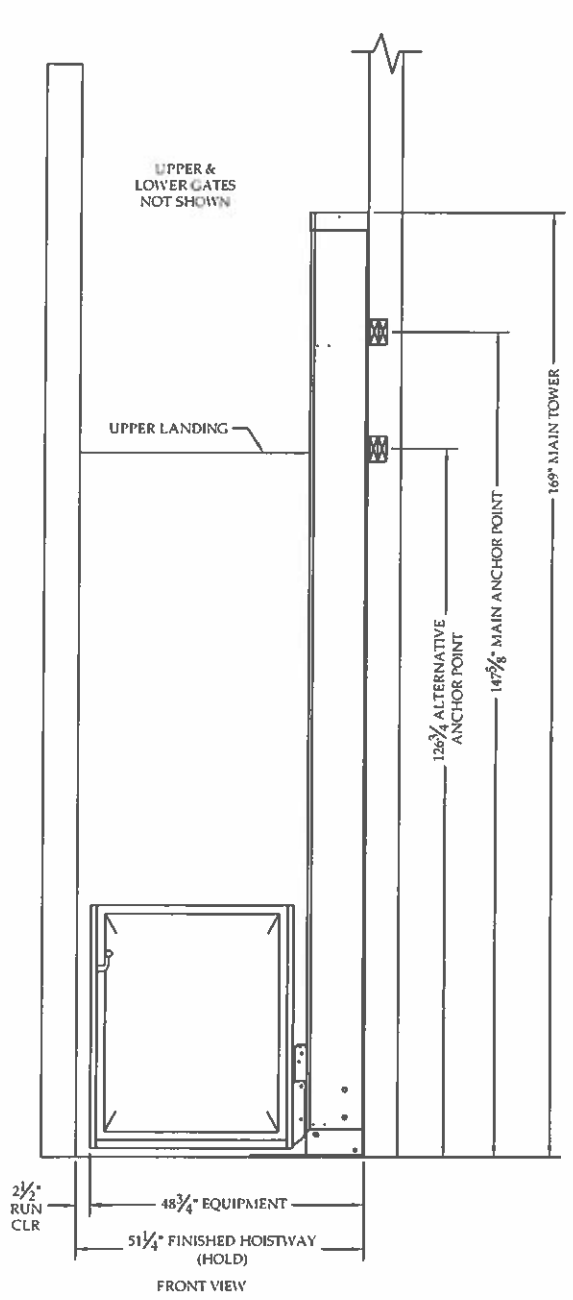 UPPER &
LOWER GATES
NOT SHOWN
UPPER LANDING
169" MAIN TOWER
147⅝" MAIN ANCHOR POINT
126¾ ALTERNATIVE
ANCHOR POINT
2½"
RUN
CLR
48¾" EQUIPMENT
51¼" FINISHED HOISTWAY
(HOLD)
FRONT VIEW